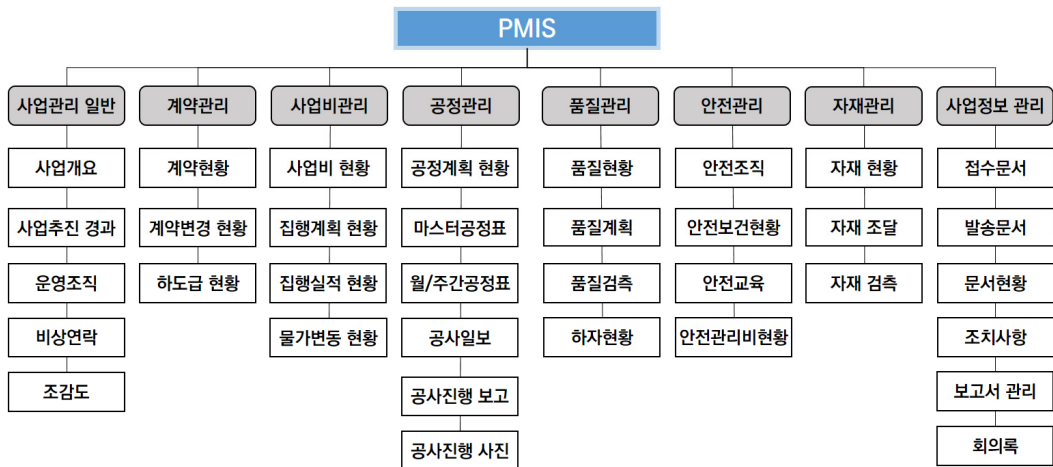 PMIS
사업관리 일반
계약관리
사업비관리
공정관리
품질관리
안전관리
자재관리
사업정보 관리
사업개요
계약현황
사업비 현황
공정계획 현황
품질현황
안전조직
자재 현황
접수문서
사업추진 경과
계약변경 현황
집행계획 현황
마스터공정표
품질계획
안전보건현황
자재 조달
발송문서
운영조직
하도급 현황
집행실적 현황
월/주간공정표
품질검측
안전교육
자재 검측
문서현황
비상연락
물가변동 현황
공사일보
하자현황
안전관리비현황
조치사항
조감도
공사진행 보고
보고서 관리
공사진행 사진
회의록